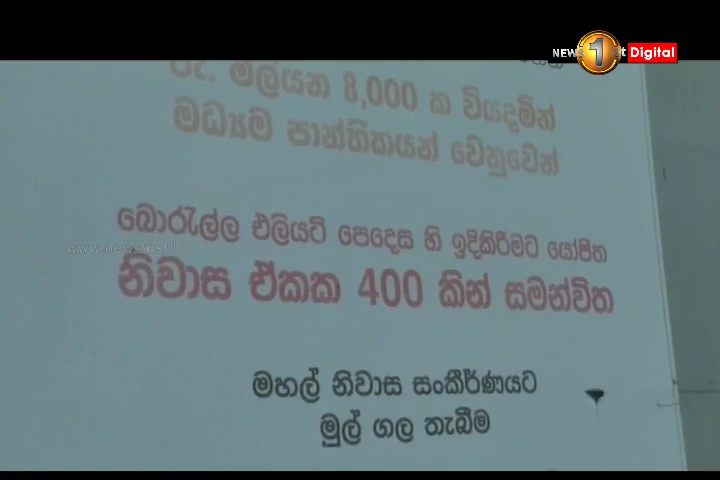 NEWS 1st Digital
රු. මිලියන 8,000 ක වියදමින්
මධ්‍යම පාන්තිකයන් වෙනුවෙන්
බොරැල්ල එලියට් පෙදෙස හි ඉදිකිරීමට යෝජිත
www.newsfirst.lk
නිවාස ඒකක 400 කින් සමන්විත
මහල් නිවාස සංකීර්ණයට
මුල් ගල තැබීම